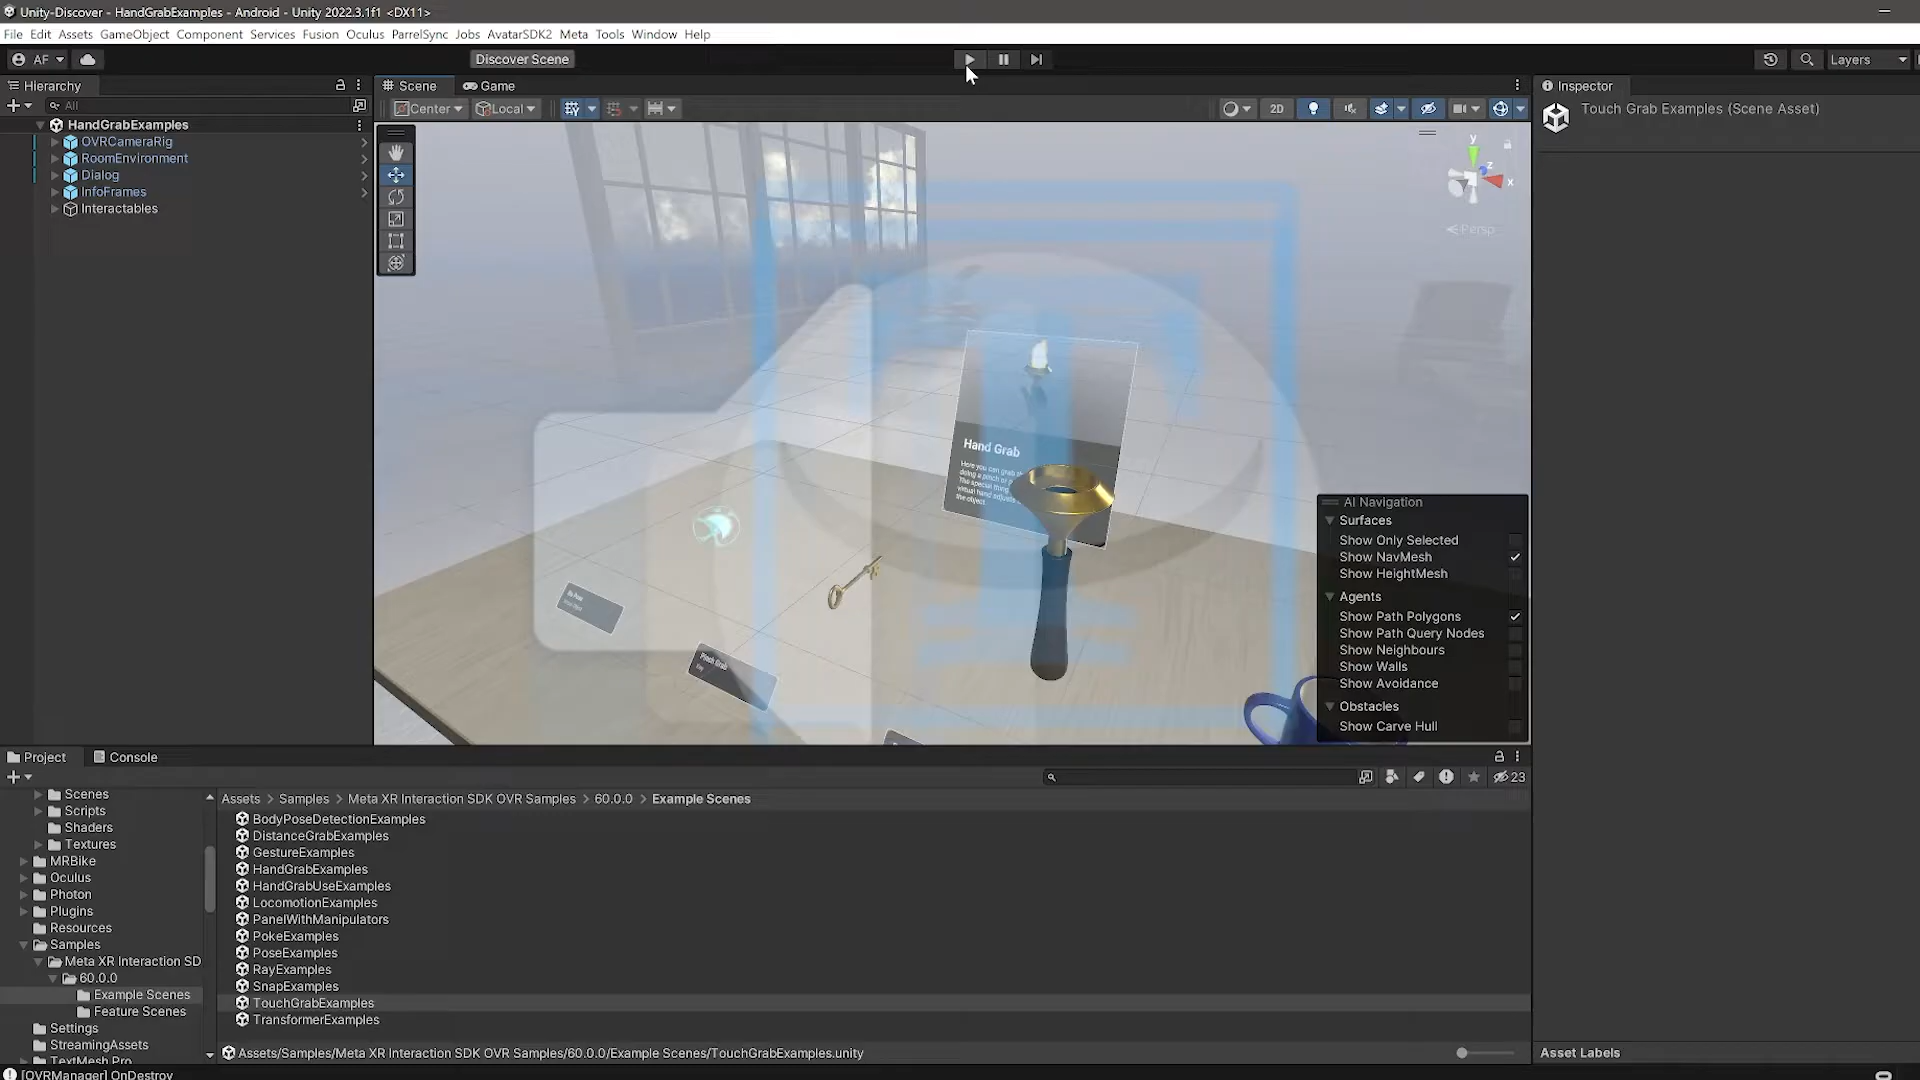 Unity-Discover - HandGrabExamples - Android - Unity 2022.3.1f1 <DX11>
File Edit Assets GameObject Component Services Fusion Oculus ParrelSync Jobs AvatarSDK2 Meta Tools Window Help
AF
Discover Scene
Layers
Hierarchy
Scene
Game
Inspector
All
Center
Local
2D
Touch Grab Examples (Scene Asset)
HandGrabExamples
OVRCameraRig
RoomEnvironment
Dialog
InfoFrames
Interactables
y
z
x
Persp
Hand Grab
Here you can grab
AI Navigation
Surfaces
Show Only Selected
Show NavMesh
Show HeightMesh
Agents
Show Path Polygons
Show Path Query Nodes
Show Neighbours
Show Walls
Show Avoidance
Obstacles
Show Carve Hull
Pinch Grab
Key
Project
Console
23
Scenes
Scripts
Shaders
Textures
MRBike
Oculus
Photon
Plugins
Resources
Samples
Meta XR Interaction SD
60.0.0
Example Scenes
Feature Scenes
Settings
StreamingAssets
TextMesh Pro
Assets > Samples > Meta XR Interaction SDK OVR Samples > 60.0.0 > Example Scenes
BodyPoseDetectionExamples
DistanceGrabExamples
GestureExamples
HandGrabExamples
HandGrabUseExamples
LocomotionExamples
PanelWithManipulators
PokeExamples
PoseExamples
RayExamples
SnapExamples
TouchGrabExamples
TransformerExamples
Assets/Samples/Meta XR Interaction SDK OVR Samples/60.0.0/Example Scenes/TouchGrabExamples.unity
Asset Labels
[OVRManager] OnDestroy